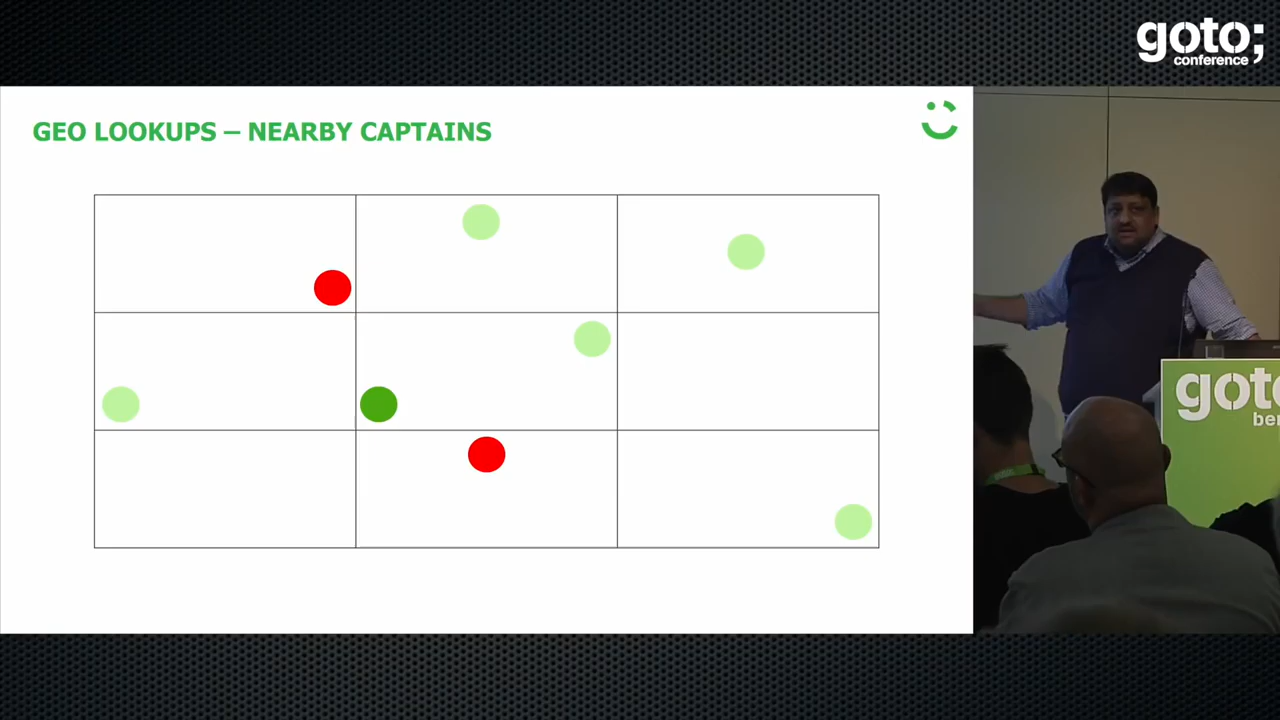 goto;
conference
GEO LOOKUPS – NEARBY CAPTAINS
goto
ber